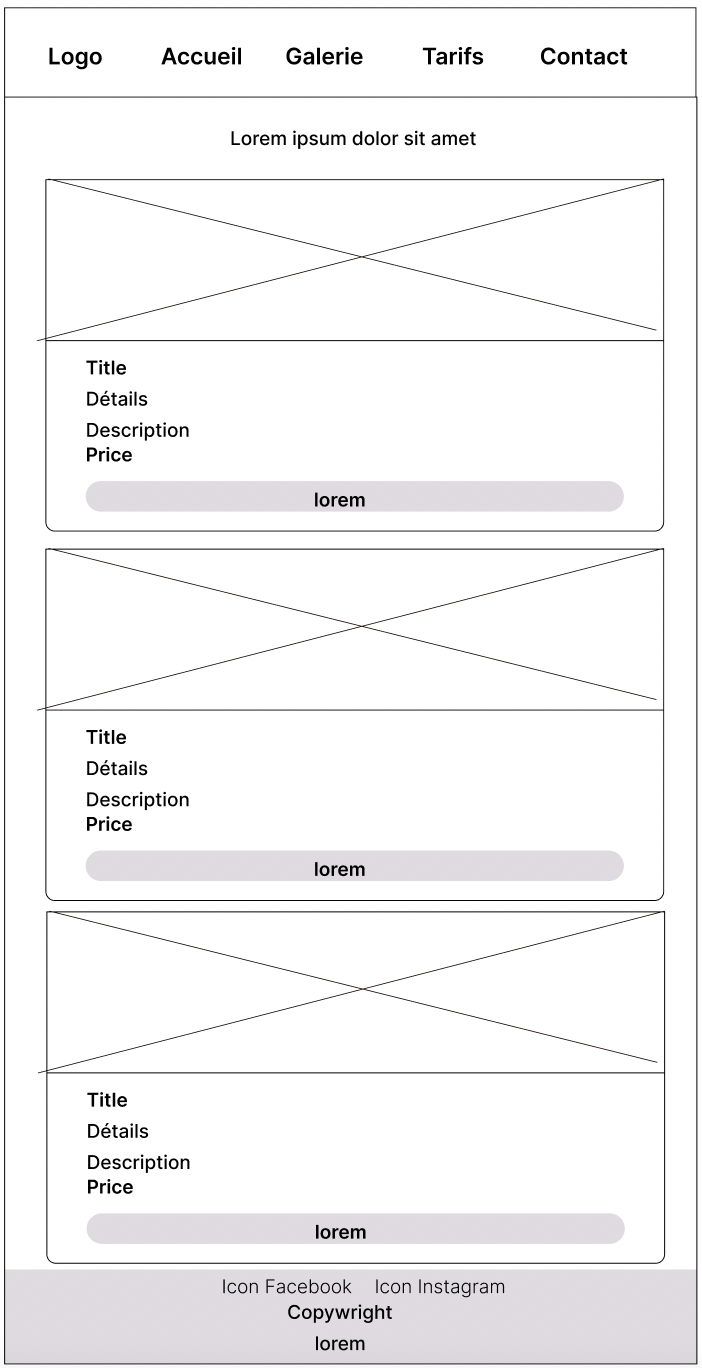 Logo Accueil Galerie Tarifs Contact
Lorem ipsum dolor sit amet
Title
Détails
Description
Price
lorem
Title
Détails
Description
Price
lorem
Title
Détails
Description
Price
lorem
Icon Facebook Icon Instagram
Copywright
lorem